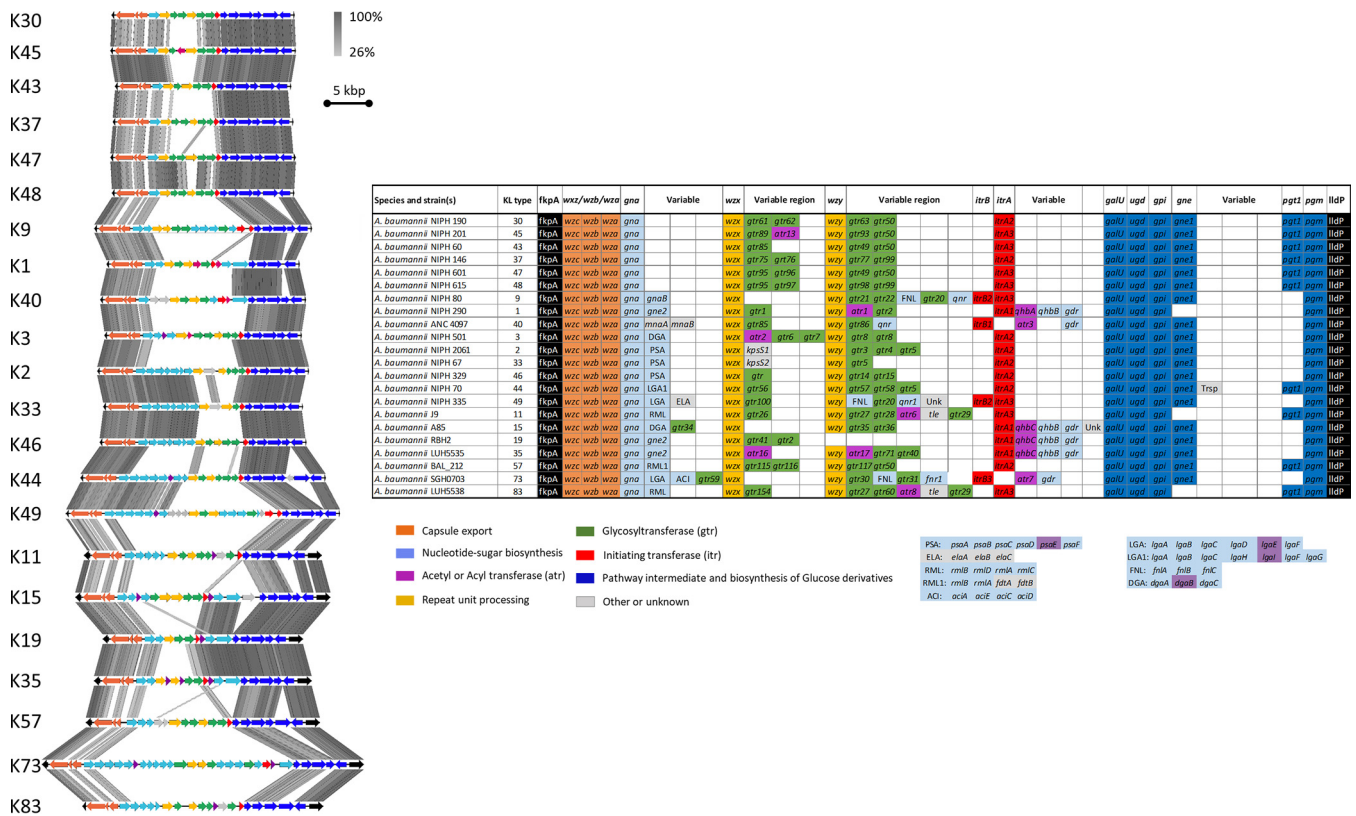 K30
K45
K43
K37
K47
K48
K9
K1
K40
K3
K2
K33
K46
K44
K49
K11
K15
K19
K35
K57
K73
K83
100%
26%
5 kbp
Species and strain(s) KL type fkpA wxz/wzb/wza gna Variable wzx Variable region wzy Variable region itrB itrA Variable galU ugd gpi gne1 Variable pgt1 pgm lldP
A. baumannii NIPH 190 30 fkpA wzc wzb wza gna wzx gtr61 gtr62 wzy gtr63 gtr50 itrA2 galU ugd gpi gne1 pgt1 pgm lldP
A. baumannii NIPH 201 45 fkpA wzc wzb wza gna wzx gtr89 atr13 wzy gtr93 gtr50 itrA3 galU ugd gpi gne1 pgt1 pgm lldP
A. baumannii NIPH 60 43 fkpA wzc wzb wza gna wzx gtr85 wzy gtr49 gtr50 itrA3 galU ugd gpi gne1 pgt1 pgm lldP
A. baumannii NIPH 146 37 fkpA wzc wzb wza gna wzx gtr75 gtr76 wzy gtr77 gtr99 itrA2 galU ugd gpi gne1 pgt1 pgm lldP
A. baumannii NIPH 601 47 fkpA wzc wzb wza gna wzx gtr95 gtr96 wzy gtr49 gtr50 itrA3 galU ugd gpi gne1 pgt1 pgm lldP
A. baumannii NIPH 615 48 fkpA wzc wzb wza gna wzx gtr95 gtr97 wzy gtr98 gtr99 itrA3 galU ugd gpi gne1 pgt1 pgm lldP
A. baumannii NIPH 80 9 fkpA wzc wzb wza gna gnaB wzx wzy gtr21 gtr22 FNL gtr20 qnr itrB2 itrA3 galU ugd gpi gne1 pgm lldP
A. baumannii NIPH 290 1 fkpA wzc wzb wza gna gne2 wzx gtr1 wzy atr1 gtr2 itrA1 qhbA qhbB gdr galU ugd gpi pgm lldP
A. baumannii ANC 4097 40 fkpA wzc wzb wza gna mnaA mnaB wzx gtr85 wzy gtr86 qnr itrB1 atr3 gdr galU ugd gpi gne1 pgm lldP
A. baumannii NIPH 501 3 fkpA wzc wzb wza gna DGA wzx atr2 gtr6 gtr7 wzy gtr8 gtr8 itrA2 galU ugd gpi gne1 pgm lldP
A. baumannii NIPH 2061 2 fkpA wzc wzb wza gna PSA wzx kpsS1 wzy gtr3 gtr4 gtr5 itrA2 galU ugd gpi gne1 pgm lldP
A. baumannii NIPH 67 33 fkpA wzc wzb wza gna PSA wzx kpsS2 wzy gtr5 itrA2 galU ugd gpi gne1 pgm lldP
A. baumannii NIPH 329 46 fkpA wzc wzb wza gna PSA wzx gtr wzy gtr14 gtr15 itrA2 galU ugd gpi gne1 pgm lldP
A. baumannii NIPH 70 44 fkpA wzc wzb wza gna LGA1 wzx gtr56 wzy gtr57 gtr58 gtr5 itrA2 galU ugd gpi gne1 Trsp pgt1 pgm lldP
A. baumannii NIPH 335 49 fkpA wzc wzb wza gna LGA ELA wzx gtr100 wzy FNL gtr20 qnr1 Unk itrB2 itrA3 galU ugd gpi gne1 pgm lldP
A. baumannii J9 11 fkpA wzc wzb wza gna RML wzx gtr26 wzy gtr27 gtr28 atr6 tle gtr29 itrA3 galU ugd gpi pgt1 pgm lldP
A. baumannii A85 15 fkpA wzc wzb wza gna DGA gtr34 wzx wzy gtr35 gtr36 itrA1 qhbC qhbB gdr Unk galU ugd gpi gne1 pgm lldP
A. baumannii RBH2 19 fkpA wzc wzb wza gna gne2 wzx gtr41 gtr2 itrA1 qhbC qhbB gdr galU ugd gpi pgm lldP
A. baumannii LUH5535 35 fkpA wzc wzb wza gna gne2 wzx atr16 wzy atr17 gtr71 gtr40 itrA1 qhbC qhbB gdr galU ugd gpi pgm lldP
A. baumannii BAL_212 57 fkpA wzc wzb wza gna RML1 wzx gtr115 gtr116 wzy gtr117 gtr50 itrA2 galU ugd gpi gne1 pgt1 pgm lldP
A. baumannii SGH0703 73 fkpA wzc wzb wza gna LGA ACI gtr59 wzx wzy gtr30 FNL gtr31 fnr1 itrB3 atr7 gdr galU ugd gpi gne1 pgm lldP
A. baumannii LUH5538 83 fkpA wzc wzb wza gna RML wzx gtr154 wzy gtr27 gtr60 atr8 tle gtr29 itrA3 galU ugd gpi pgt1 pgm lldP
Capsule export
Nucleotide-sugar biosynthesis
Acetyl or Acyl transferase (atr)
Repeat unit processing
Glycosyltransferase (gtr)
Initiating transferase (itr)
Pathway intermediate and biosynthesis of Glucose derivatives
Other or unknown
PSA: psaA psaB psaC psaD psaE psaF
ELA: elaA elaB elaC
RML: rmlB rmlD rmlA rmlC
RML1: rmlB rmlA fdtA fdtB
ACI: aciA aciE aciC aciD
LGA: lgaA lgaB lgaC lgaD lgaE lgaF
LGA1: lgaA lgaB lgaC lgaH lgaI lgaF lgaG
FNL: fnlA fnlB fnlC
DGA: dgaA dgaB dgaC